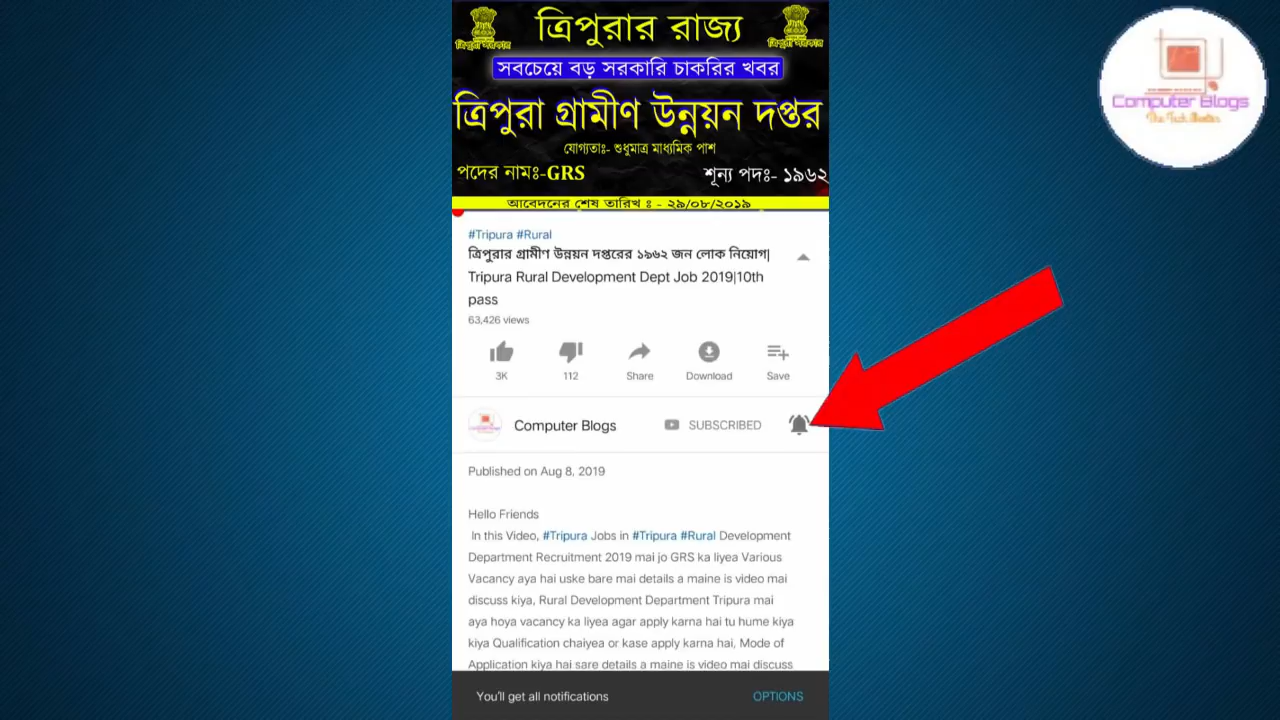 ত্রিপুরার রাজ্য
ত্রিপুরা সরকার
ত্রিপুরা সরকার
সবচেয়ে বড় সরকারি চাকরির খবর
ত্রিপুরা গ্রামীণ উন্নয়ন দপ্তর
যোগ্যতাঃ- শুধুমাত্র মাধ্যমিক পাশ
পদের নামঃ-GRS
শূন্য পদঃ- ১৯৬২
আবেদনের শেষ তারিখ ঃ - ২৯/০৮/২০১৯
Computer Blogs
The Tech Master
#Tripura #Rural
ত্রিপুরার গ্রামীণ উন্নয়ন দপ্তরের ১৯৬২ জন লোক নিয়োগ|
Tripura Rural Development Dept Job 2019|10th
pass
63,426 views
3K
112
Share
Download
Save
Computer Blogs
SUBSCRIBED
Published on Aug 8, 2019
Hello Friends
In this Video, #Tripura Jobs in #Tripura #Rural Development
Department Recruitment 2019 mai jo GRS ka liyea Various
Vacancy aya hai uske bare mai details a maine is video mai
discuss kiya, Rural Development Department Tripura mai
aya hoya vacancy ka liyea agar apply karna hai tu hume kiya
kiya Qualification chaiyea or kase apply karna hai, Mode of
Application kiya hai sare details a maine is video mai discuss
You'll get all notifications
OPTIONS